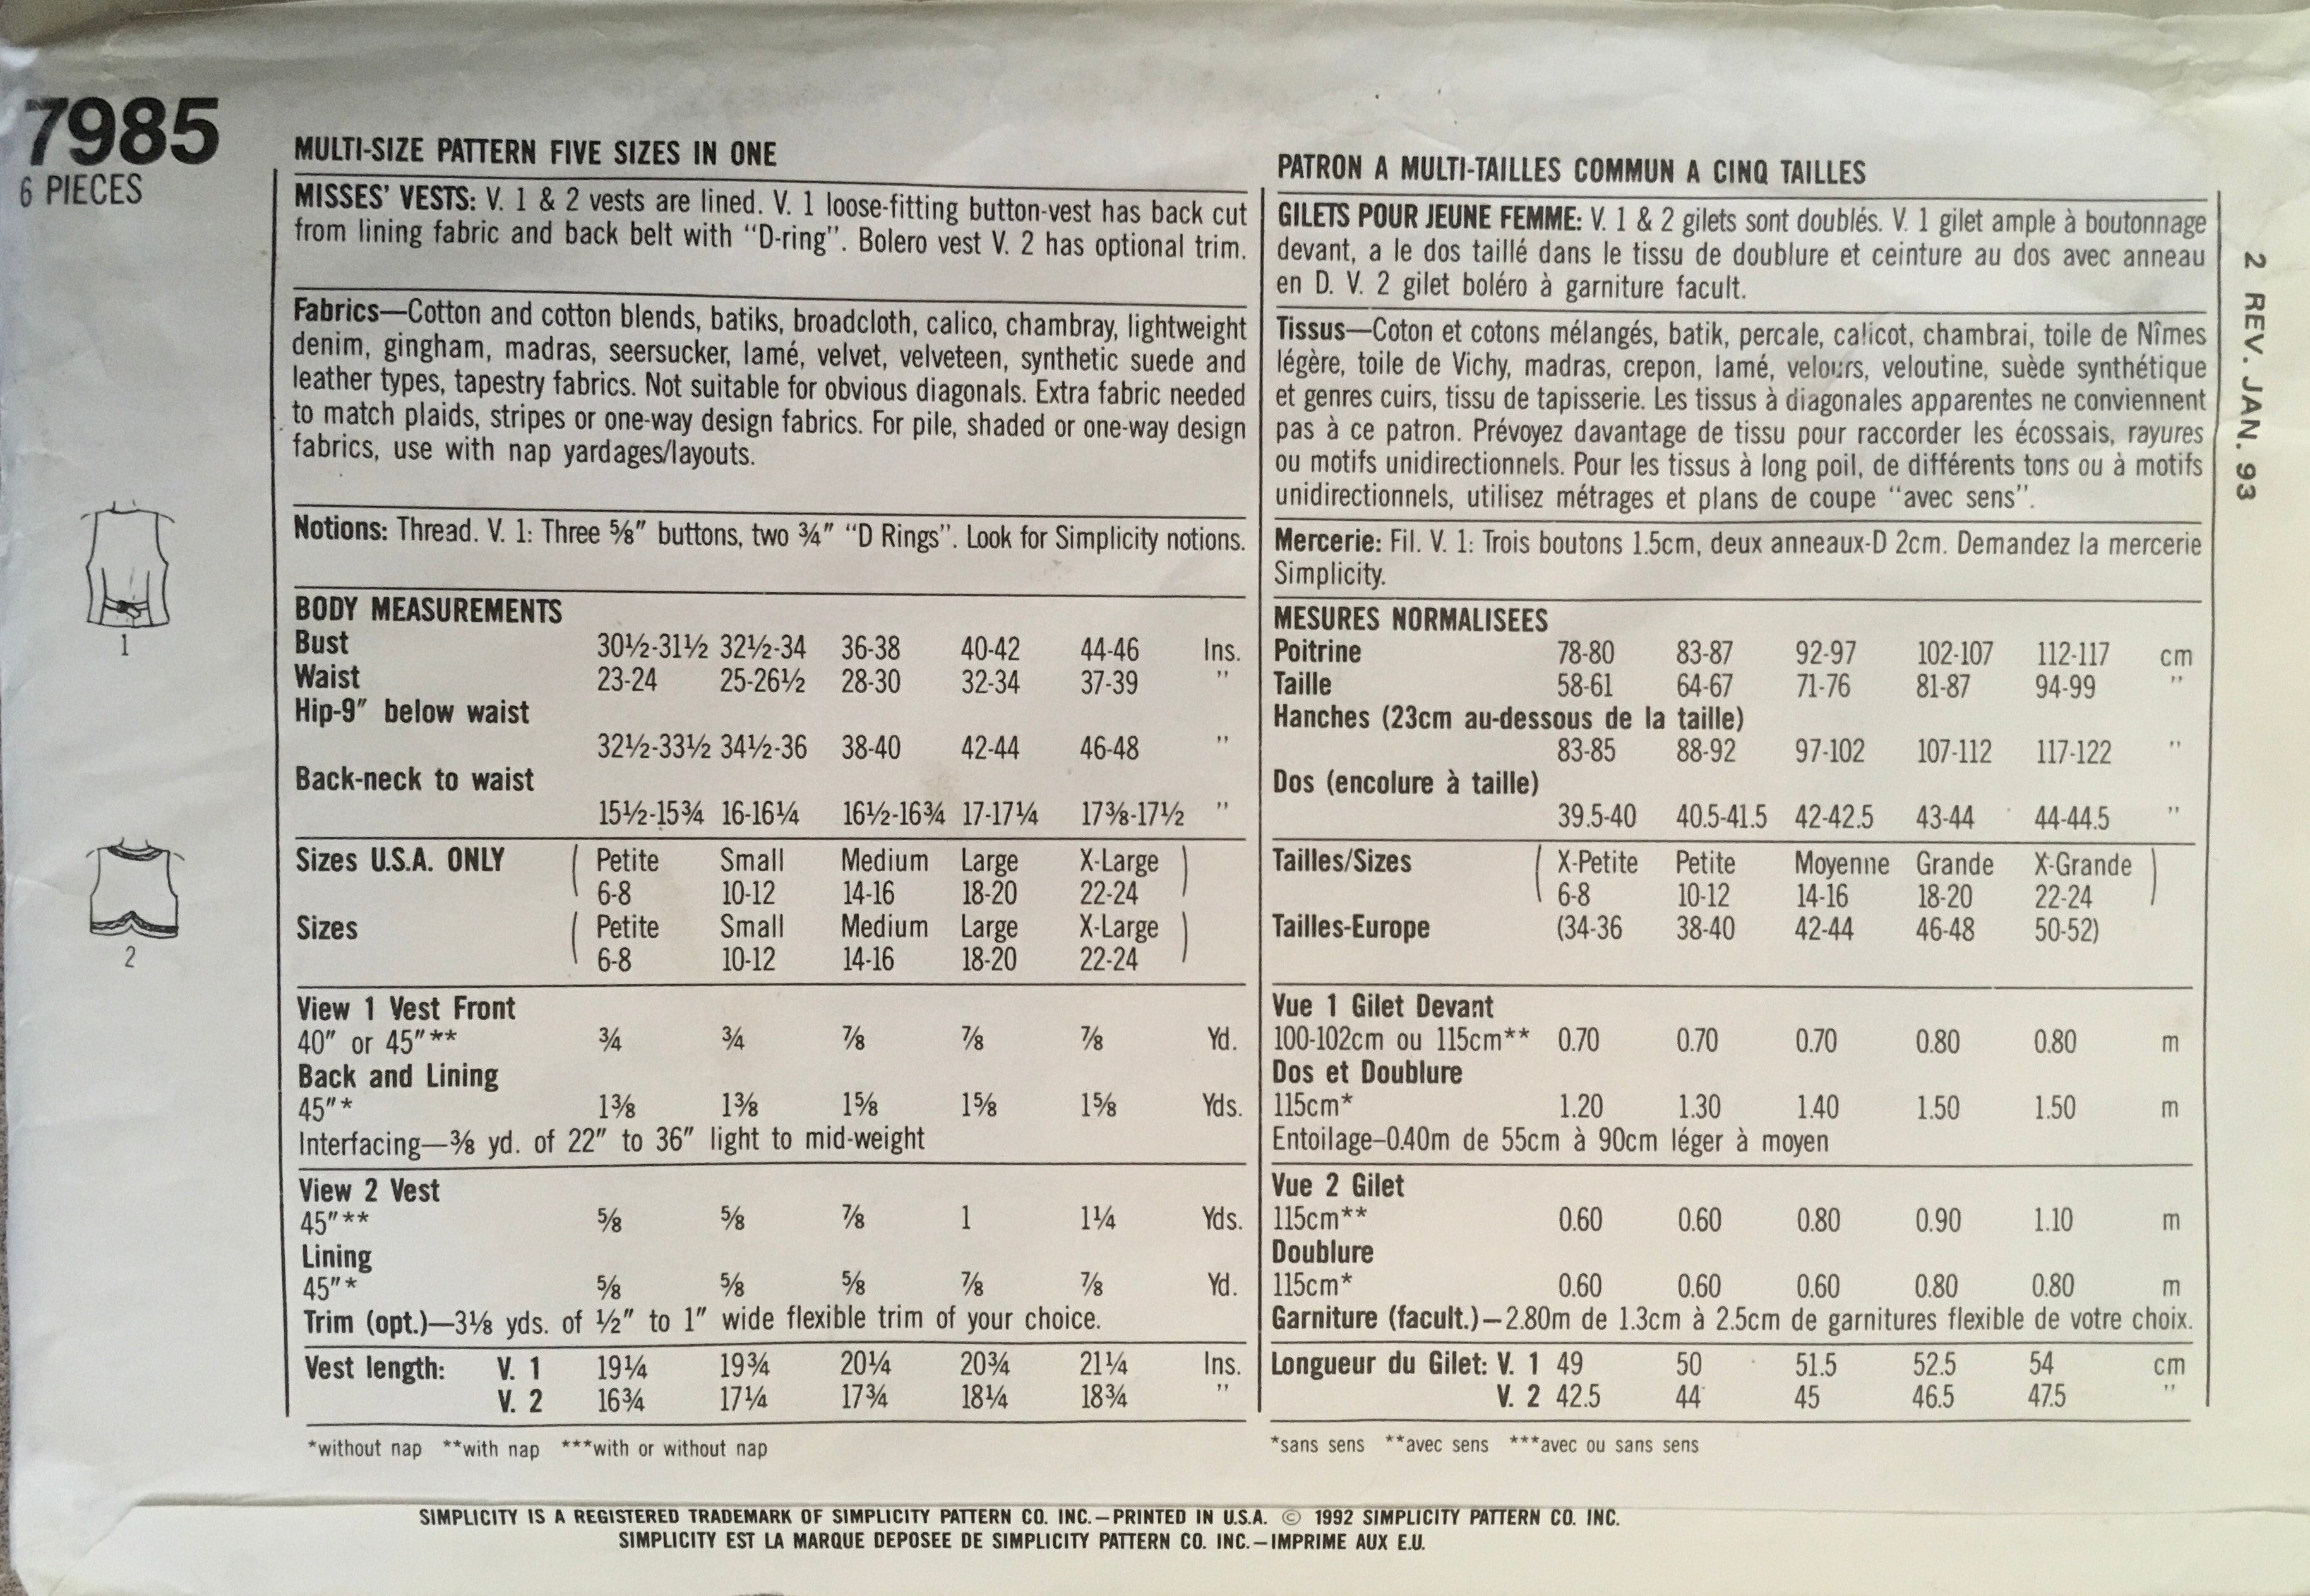 7985
6 PIECES
MULTI-SIZE PATTERN FIVE SIZES IN ONE
MISSES' VESTS: V. 1 & 2 vests are lined. V. 1 loose-fitting button-vest has back cut
from lining fabric and back belt with "D-ring". Bolero vest V. 2 has optional trim.
Fabrics—Cotton and cotton blends, batiks, broadcloth, calico, chambray, lightweight
denim, gingham, madras, seersucker, lamé, velvet, velveteen, synthetic suede and
leather types, tapestry fabrics. Not suitable for obvious diagonals. Extra fabric needed
to match plaids, stripes or one-way design fabrics. For pile, shaded or one-way design
fabrics, use with nap yardages/layouts.
Notions: Thread. V. 1: Three ⅝" buttons, two ¾" "D Rings". Look for Simplicity notions.
BODY MEASUREMENTS
Bust 30½-31½ 32½-34 36-38 40-42 44-46 Ins.
Waist 23-24 25-26½ 28-30 32-34 37-39 "
Hip-9" below waist
32½-33½ 34½-36 38-40 42-44 46-48 "
Back-neck to waist
15½-15¾ 16-16¼ 16½-16¾ 17-17¼ 17⅜-17½ "
Sizes U.S.A. ONLY ( Petite Small Medium Large X-Large )
6-8 10-12 14-16 18-20 22-24
Sizes ( Petite Small Medium Large X-Large )
6-8 10-12 14-16 18-20 22-24
View 1 Vest Front
40" or 45"** ¾ ¾ ⅞ ⅞ ⅞ Yd.
Back and Lining
45"* 1⅜ 1⅜ 1⅝ 1⅝ 1⅝ Yds.
Interfacing—⅜ yd. of 22" to 36" light to mid-weight
View 2 Vest
45"** ⅝ ⅝ ⅞ 1 1¼ Yds.
Lining
45"* ⅝ ⅝ ⅝ ⅞ ⅞ Yd.
Trim (opt.)—3⅛ yds. of ½" to 1" wide flexible trim of your choice.
Vest length: V. 1 19¼ 19¾ 20¼ 20¾ 21¼ Ins.
V. 2 16¾ 17¼ 17¾ 18¼ 18¾ "
*without nap **with nap ***with or without nap
PATRON A MULTI-TAILLES COMMUN A CINQ TAILLES
GILETS POUR JEUNE FEMME: V. 1 & 2 gilets sont doublés. V. 1 gilet ample à boutonnage
devant, a le dos taillé dans le tissu de doublure et ceinture au dos avec anneau
en D. V. 2 gilet boléro à garniture facult.
Tissus—Coton et cotons mélangés, batik, percale, calicot, chambrai, toile de Nîmes
légère, toile de Vichy, madras, crepon, lamé, velours, veloutine, suède synthétique
et genres cuirs, tissu de tapisserie. Les tissus à diagonales apparentes ne conviennent
pas à ce patron. Prévoyez davantage de tissu pour raccorder les écossais, rayures
ou motifs unidirectionnels. Pour les tissus à long poil, de différents tons ou à motifs
unidirectionnels, utilisez métrages et plans de coupe "avec sens".
Mercerie: Fil. V. 1: Trois boutons 1.5cm, deux anneaux-D 2cm. Demandez la mercerie
Simplicity.
MESURES NORMALISEES
Poitrine 78-80 83-87 92-97 102-107 112-117 cm
Taille 58-61 64-67 71-76 81-87 94-99 "
Hanches (23cm au-dessous de la taille)
83-85 88-92 97-102 107-112 117-122 "
Dos (encolure à taille)
39.5-40 40.5-41.5 42-42.5 43-44 44-44.5 "
Tailles/Sizes ( X-Petite Petite Moyenne Grande X-Grande )
6-8 10-12 14-16 18-20 22-24
Tailles-Europe (34-36 38-40 42-44 46-48 50-52)
Vue 1 Gilet Devant
100-102cm ou 115cm** 0.70 0.70 0.70 0.80 0.80 m
Dos et Doublure
115cm* 1.20 1.30 1.40 1.50 1.50 m
Entoilage–0.40m de 55cm à 90cm léger à moyen
Vue 2 Gilet
115cm** 0.60 0.60 0.80 0.90 1.10 m
Doublure
115cm* 0.60 0.60 0.60 0.80 0.80 m
Garniture (facult.)—2.80m de 1.3cm à 2.5cm de garnitures flexible de votre choix.
Longueur du Gilet: V. 1 49 50 51.5 52.5 54 cm
V. 2 42.5 44 45 46.5 47.5 "
*sans sens **avec sens ***avec ou sans sens
2 REV. JAN. 93
1
2
SIMPLICITY IS A REGISTERED TRADEMARK OF SIMPLICITY PATTERN CO. INC.—PRINTED IN U.S.A. © 1992 SIMPLICITY PATTERN CO. INC.
SIMPLICITY EST LA MARQUE DEPOSEE DE SIMPLICITY PATTERN CO. INC.—IMPRIME AUX E.U.